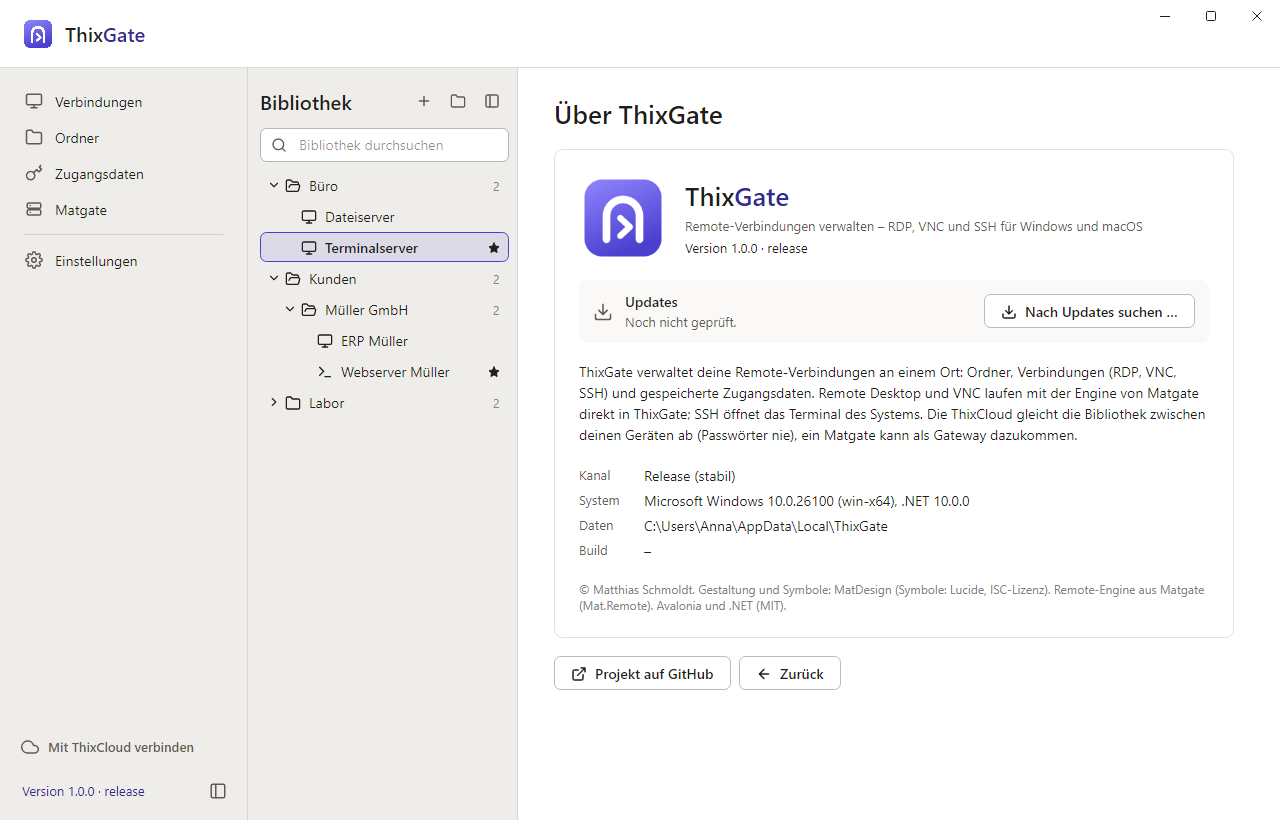 ThixGate
Verbindungen
Ordner
Zugangsdaten
Matgate
Einstellungen
Mit ThixCloud verbinden
Version 1.0.0 · release
Bibliothek
Bibliothek durchsuchen
Büro 2
Dateiserver
Terminalserver
Kunden 2
Müller GmbH 2
ERP Müller
Webserver Müller
Labor 2
Über ThixGate
ThixGate
Remote-Verbindungen verwalten – RDP, VNC und SSH für Windows und macOS
Version 1.0.0 · release
Updates
Noch nicht geprüft.
Nach Updates suchen ...
ThixGate verwaltet deine Remote-Verbindungen an einem Ort: Ordner, Verbindungen (RDP, VNC,
SSH) und gespeicherte Zugangsdaten. Remote Desktop und VNC laufen mit der Engine von Matgate
direkt in ThixGate; SSH öffnet das Terminal des Systems. Die ThixCloud gleicht die Bibliothek zwischen
deinen Geräten ab (Passwörter nie), ein Matgate kann als Gateway dazukommen.
Kanal Release (stabil)
System Microsoft Windows 10.0.26100 (win-x64), .NET 10.0.0
Daten C:\Users\Anna\AppData\Local\ThixGate
Build –
© Matthias Schmoldt. Gestaltung und Symbole: MatDesign (Symbole: Lucide, ISC-Lizenz). Remote-Engine aus Matgate
(Mat.Remote). Avalonia und .NET (MIT).
Projekt auf GitHub
Zurück